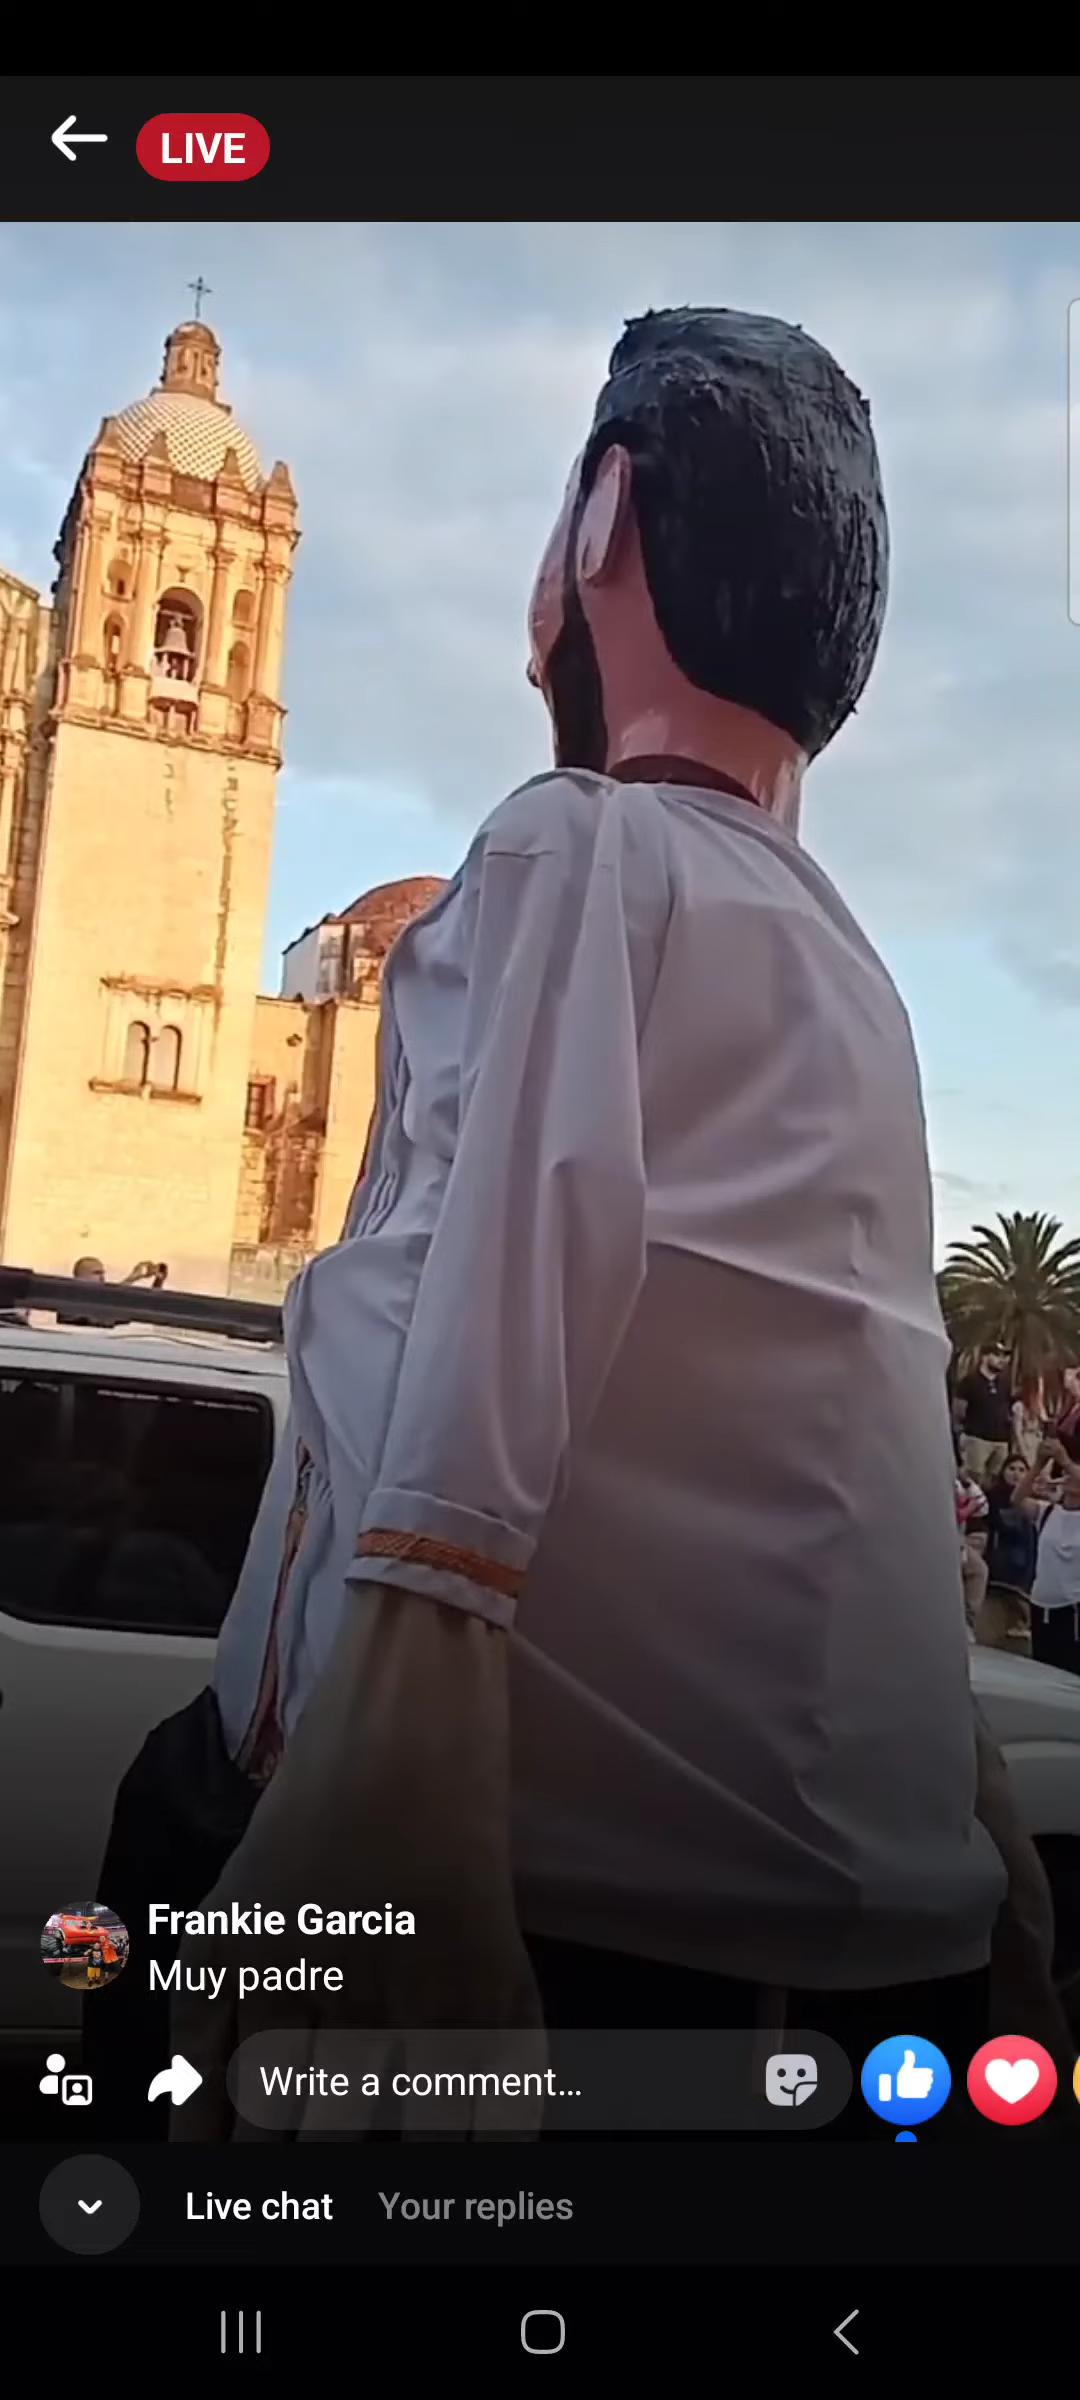 LIVE
Frankie Garcia
Muy padre
Write a comment...
Live chat
Your replies